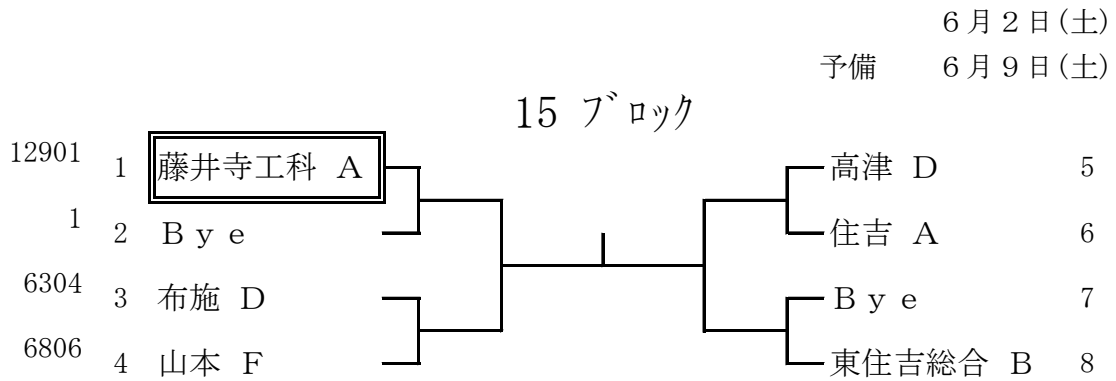 ６月２日(土)
予備　６月９日(土)
15 ブロック
12901 1 藤井寺工科 Ａ
1 2 Ｂｙｅ
6304 3 布施 Ｄ
6806 4 山本 Ｆ
高津 Ｄ 5
住吉 Ａ 6
Ｂｙｅ 7
東住吉総合 Ｂ 8